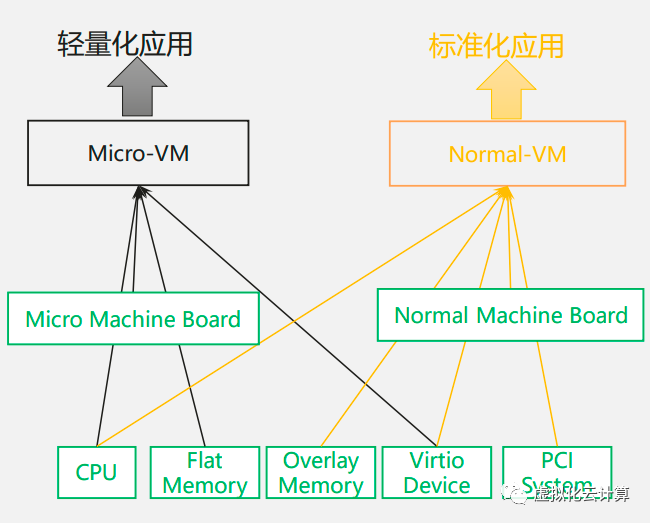 轻量化应用
标准化应用
Micro-VM
Normal-VM
Micro Machine Board
Normal Machine Board
CPU
Flat
Memory
Overlay
Memory
Virtio
Device
PCI
System
虚拟化云计算